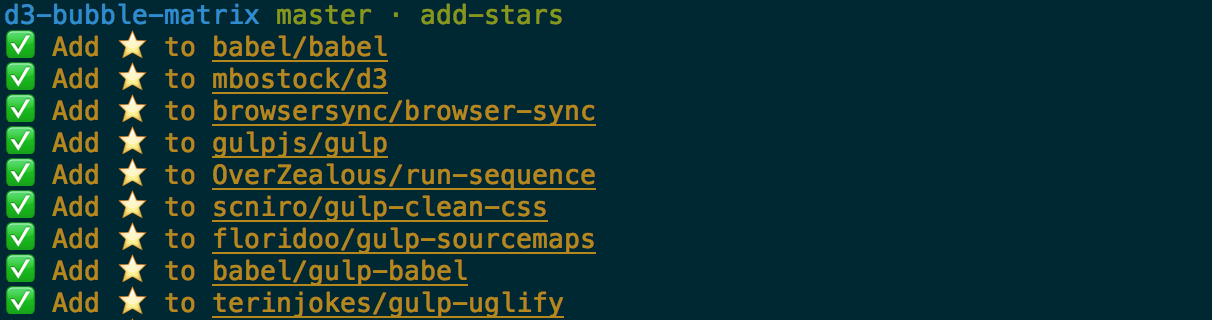 d3-bubble-matrix master · add-stars
✅ Add ⭐ to babel/babel
✅ Add ⭐ to mbostock/d3
✅ Add ⭐ to browsersync/browser-sync
✅ Add ⭐ to gulpjs/gulp
✅ Add ⭐ to OverZealous/run-sequence
✅ Add ⭐ to scniro/gulp-clean-css
✅ Add ⭐ to floridoo/gulp-sourcemaps
✅ Add ⭐ to babel/gulp-babel
✅ Add ⭐ to terinjokes/gulp-uglify